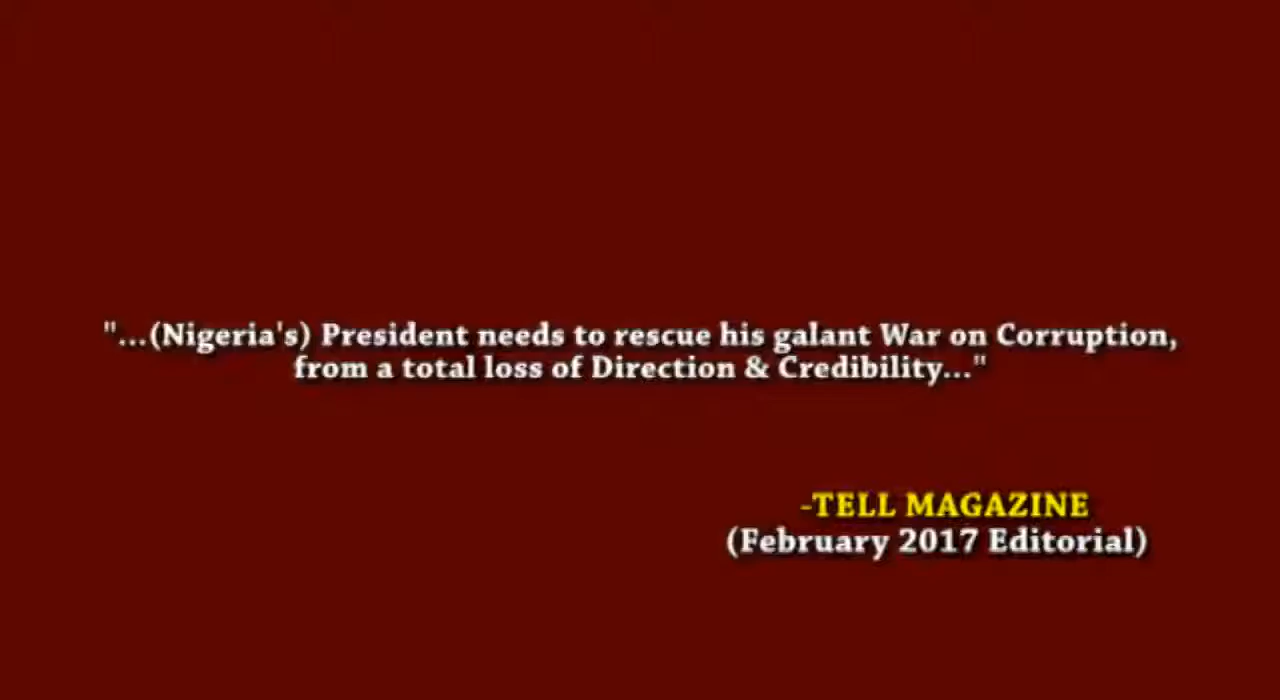 "...(Nigeria's) President needs to rescue his galant War on Corruption,
from a total loss of Direction & Credibility..."
-TELL MAGAZINE
(February 2017 Editorial)